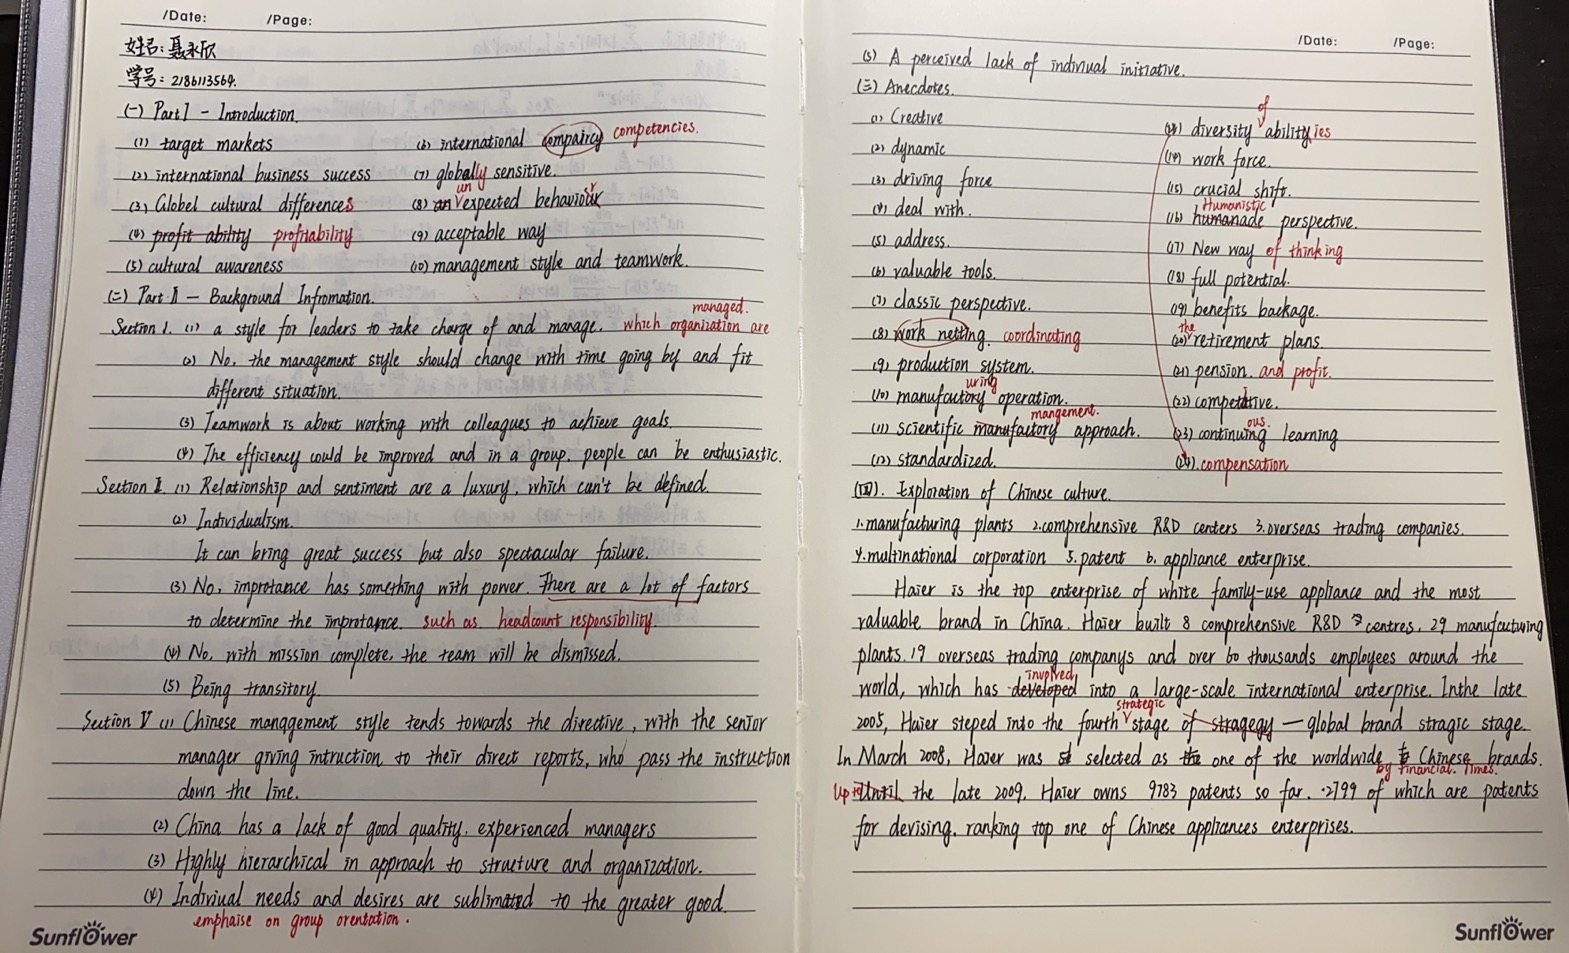 /Date: /Page:
姓名: 聂永欣
学号: 2186113564.
(一) Part I - Introduction.
(1) target markets
(2) international business success
(3) Global cultural differences
(4) profit ability profitability
(5) cultural awareness
(6) international compaircy competencies.
(7) globally sensitive.
(8) an unexpected behavioir
(9) acceptable way
(10) management style and teamwork.
(二) Part II - Background Infromation.
managed.
Section I. (1) a style for leaders to take charge of and manage. which organization are
(2) No, the management style should change with time going by and fit
different situation.
(3) Teamwork is about working with colleagues to achieve goals.
(4) The efficiency could be improved and in a group, people can be enthusiastic.
Section II. (1) Relationship and sentiment are a luxury, which can't be defined.
(2) Individualism.
It can bring great success but also spectacular failure.
(3) No, improtance has something with power. There are a lot of factors
to determine the improtance. such as headcount responsibility
(4) No, with mission complete, the team will be dismissed.
(5) Being transitory.
Section V (1) Chinese management style tends towards the directive, with the senior
manager giving intruction to their direct reports, who pass the instruction
down the line.
(2) China has a lack of good quality, experienced managers
(3) Highly hierarchical in approach to structure and organization.
(4) Indiviual needs and desires are sublimated to the greater good.
emphaise on group orentation.
Sunflower
/Date: /Page:
(5) A perceived lack of indiviual initiative.
(三) Anecdotes.
(1) Creative
(2) dynamic
(3) driving force
(4) deal with.
(5) address.
(6) valuable tools.
(7) classic perspective.
(8) work netting. coordinating
(9) production system.
uring
(10) manufactory operation.
mangement.
(11) scientific manufactory approach.
(12) standardized.
of
(13) diversity abilityies
(14) work force.
(15) crucial shift.
Humanistic
(16) humanade perspective.
(17) New way of thinking
(18) full potential.
(19) benefits backage.
the
(20) retirement plans.
(21) pension. and profit.
(22) competitive.
ous.
(23) continuing learning
(24). compensation
(四). Exploration of Chinese culture.
1. manufacturing plants 2. comprehensive R&D centers 3. overseas trading companies.
4. multinational corporation 5. patent 6. appliance enterprise.
Haier is the top enterprise of white family-use appliance and the most
valuable brand in China. Haier built 8 comprehensive R&D centres, 29 manufacturing
plants. 19 overseas trading companys and over 60 thousands employees around the
involved
world, which has developed into a large-scale international enterprise. Inthe late
strategic
2005, Haier steped into the fourth stage of stragegy — global brand stragic stage.
In March 2008, Haier was selected as the one of the worldwide Chinese brands.
by Financial Times.
Up to Until the late 2009. Haier owns 9783 patents so far. 2799 of which are patents
for devising, ranking top one of Chinese appliances enterprises.
Sunflower